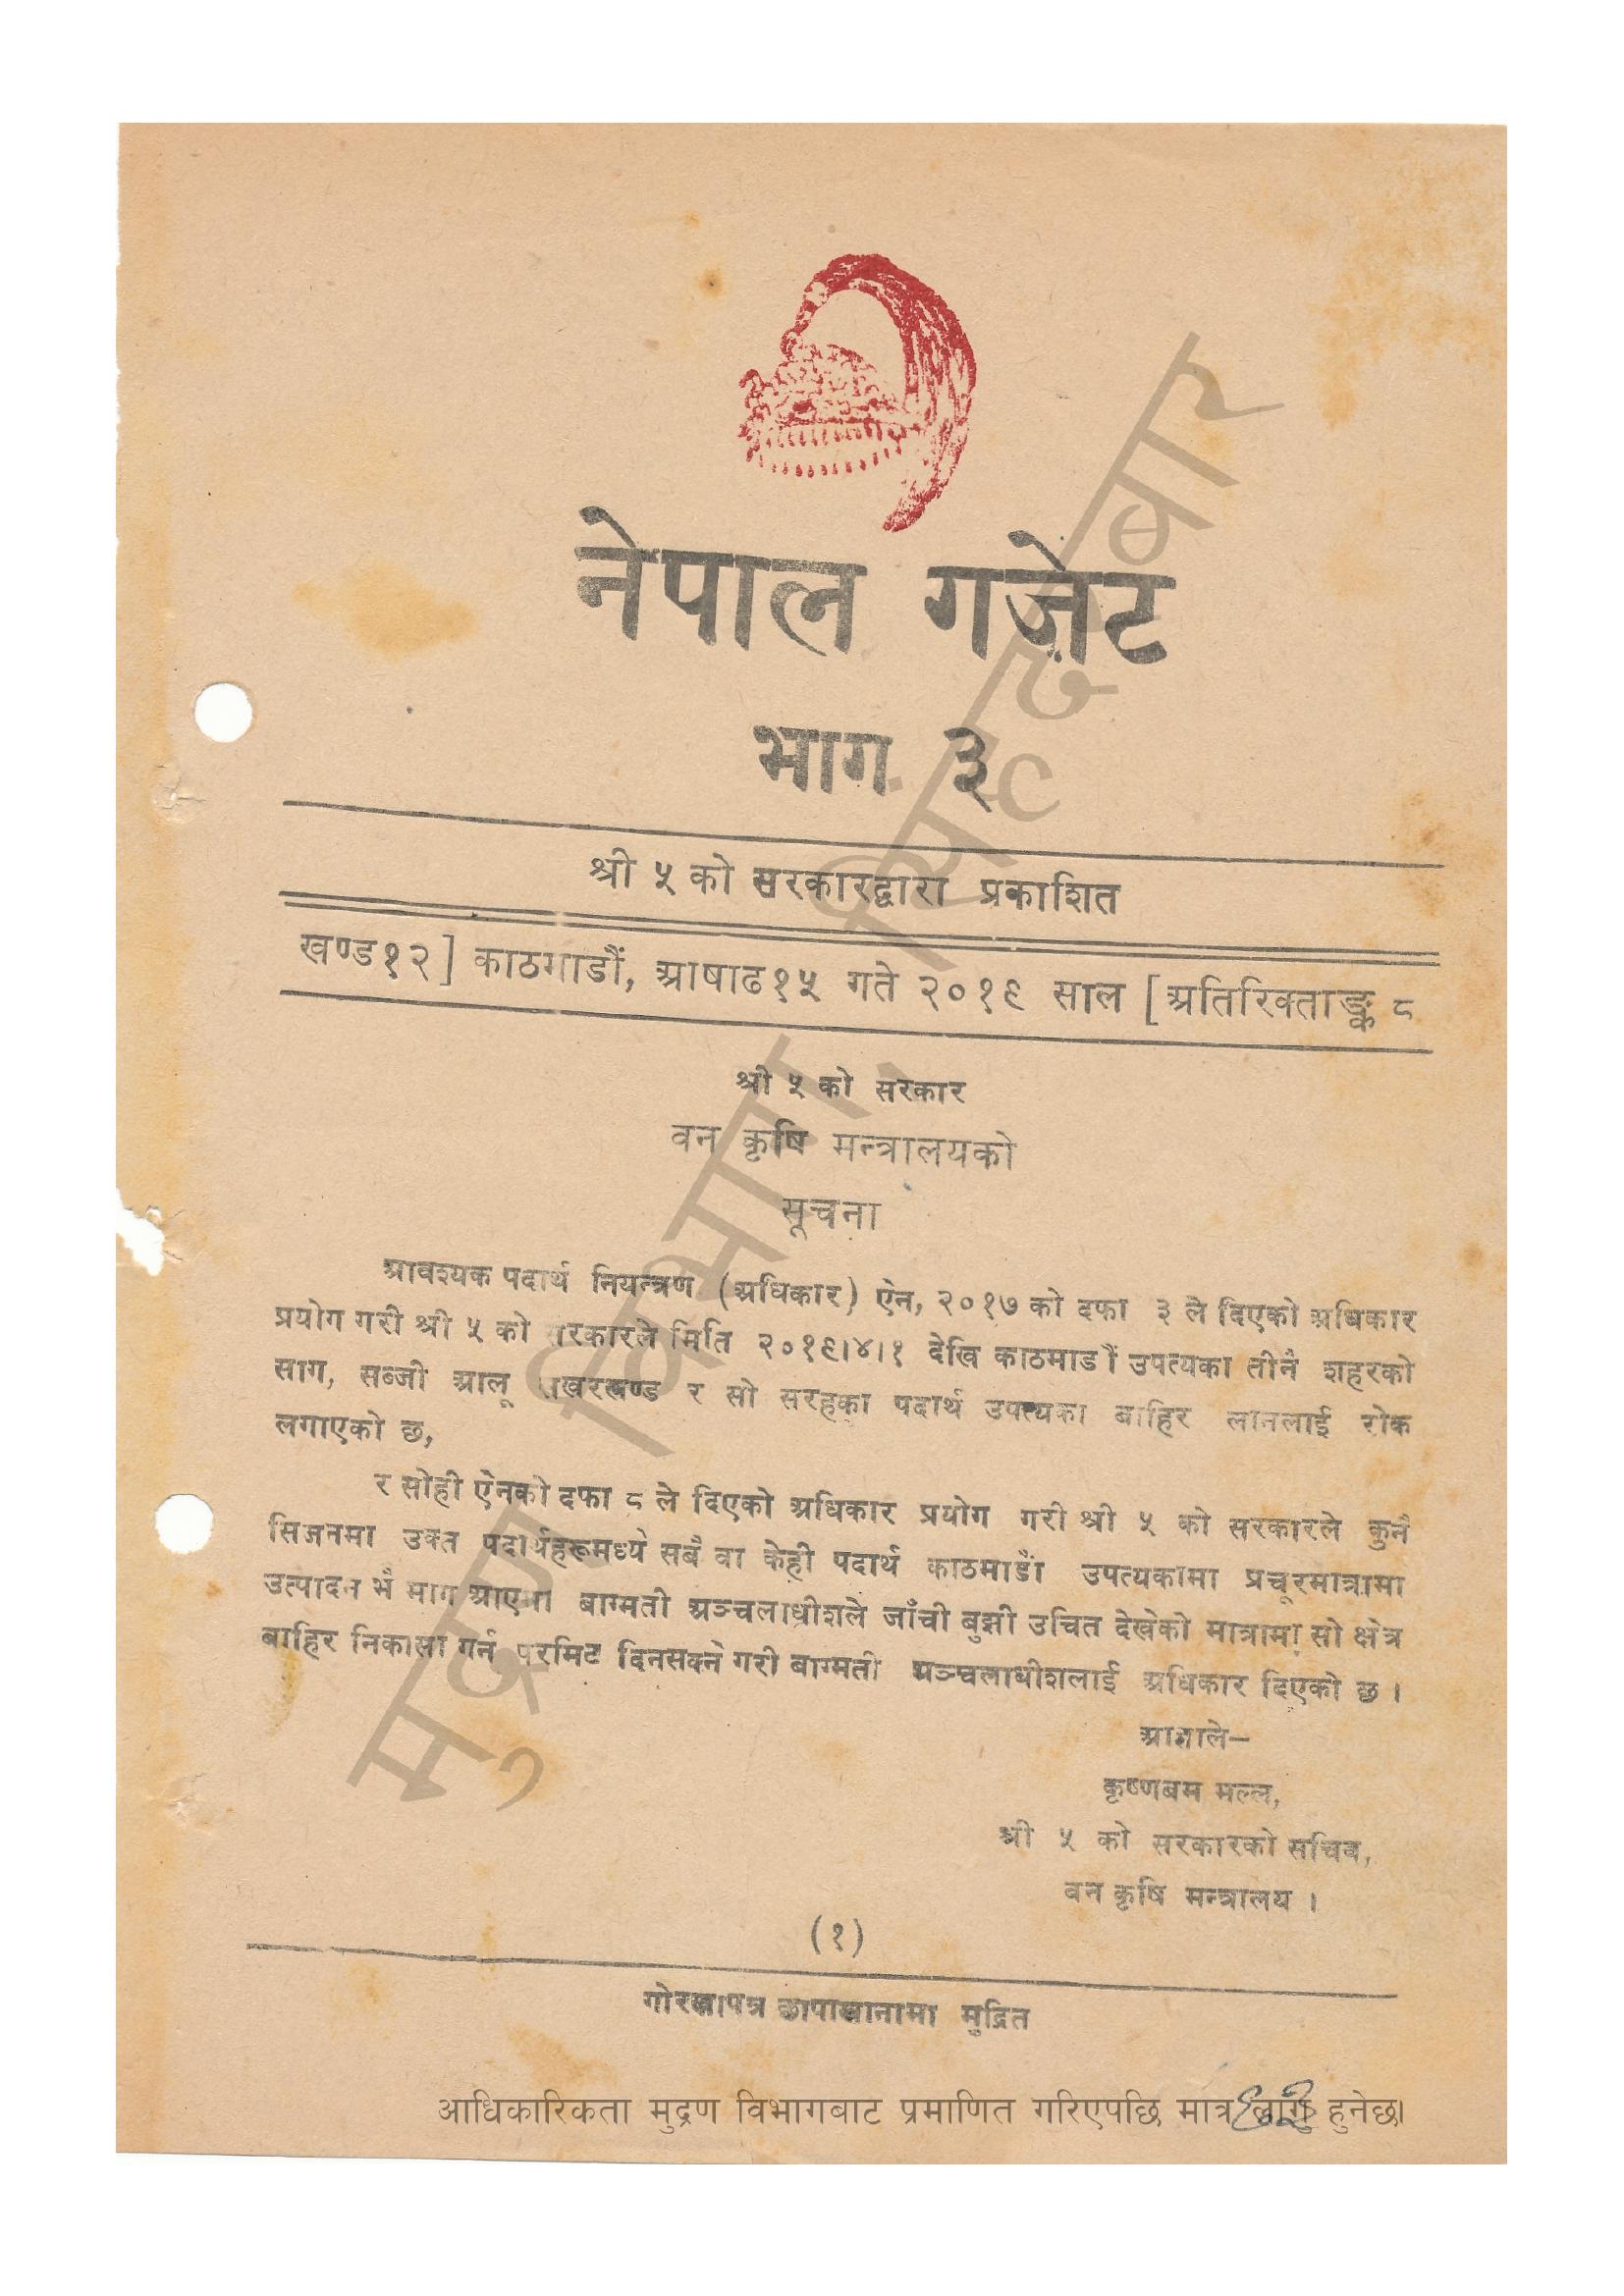 नेपाल गजेट
भाग ३
श्री ५ को सरकारद्वारा प्रकाशित
खण्ड१२] काठमाडौं, आषाढ१५ गते २०१९ साल [अतिरिक्ताङ्क ८
श्री ५ को सरकार
वन कृषि मन्त्रालयको
सूचना
आवश्यक पदार्थ नियन्त्रण (अधिकार) ऐन, २०१७ को दफा ३ ले दिएको अधिकार
प्रयोग गरी श्री ५ को सरकारले मिति २०१९।४।१ देखि काठमाडौं उपत्यका तीनै शहरको
साग, सब्जी आलू सखरखण्ड र सो सरहका पदार्थ उपत्यका बाहिर लानलाई रोक
लगाएको छ,
र सोही ऐनको दफा ८ ले दिएको अधिकार प्रयोग गरी श्री ५ को सरकारले कुनै
सिजनमा उक्त पदार्थहरूमध्ये सबै वा केही पदार्थ काठमाडौं उपत्यकामा प्रचूरमात्रामा
उत्पादन भै माग आएमा बाग्मती अञ्चलाधीशले जाँची बुझी उचित देखेको मात्रामा सो क्षेत्र
बाहिर निकासा गर्न परमिट दिनसक्ने गरी बाग्मती अञ्चलाधीशलाई अधिकार दिएको छ ।
आज्ञाले—
कृष्णबम मल्ल,
श्री ५ को सरकारको सचिव,
वन कृषि मन्त्रालय ।
(१)
गोरखापत्र छापाखानामा मुद्रित
आधिकारिकता मुद्रण विभागबाट प्रमाणित गरिएपछि मात्र लागु हुनेछ।